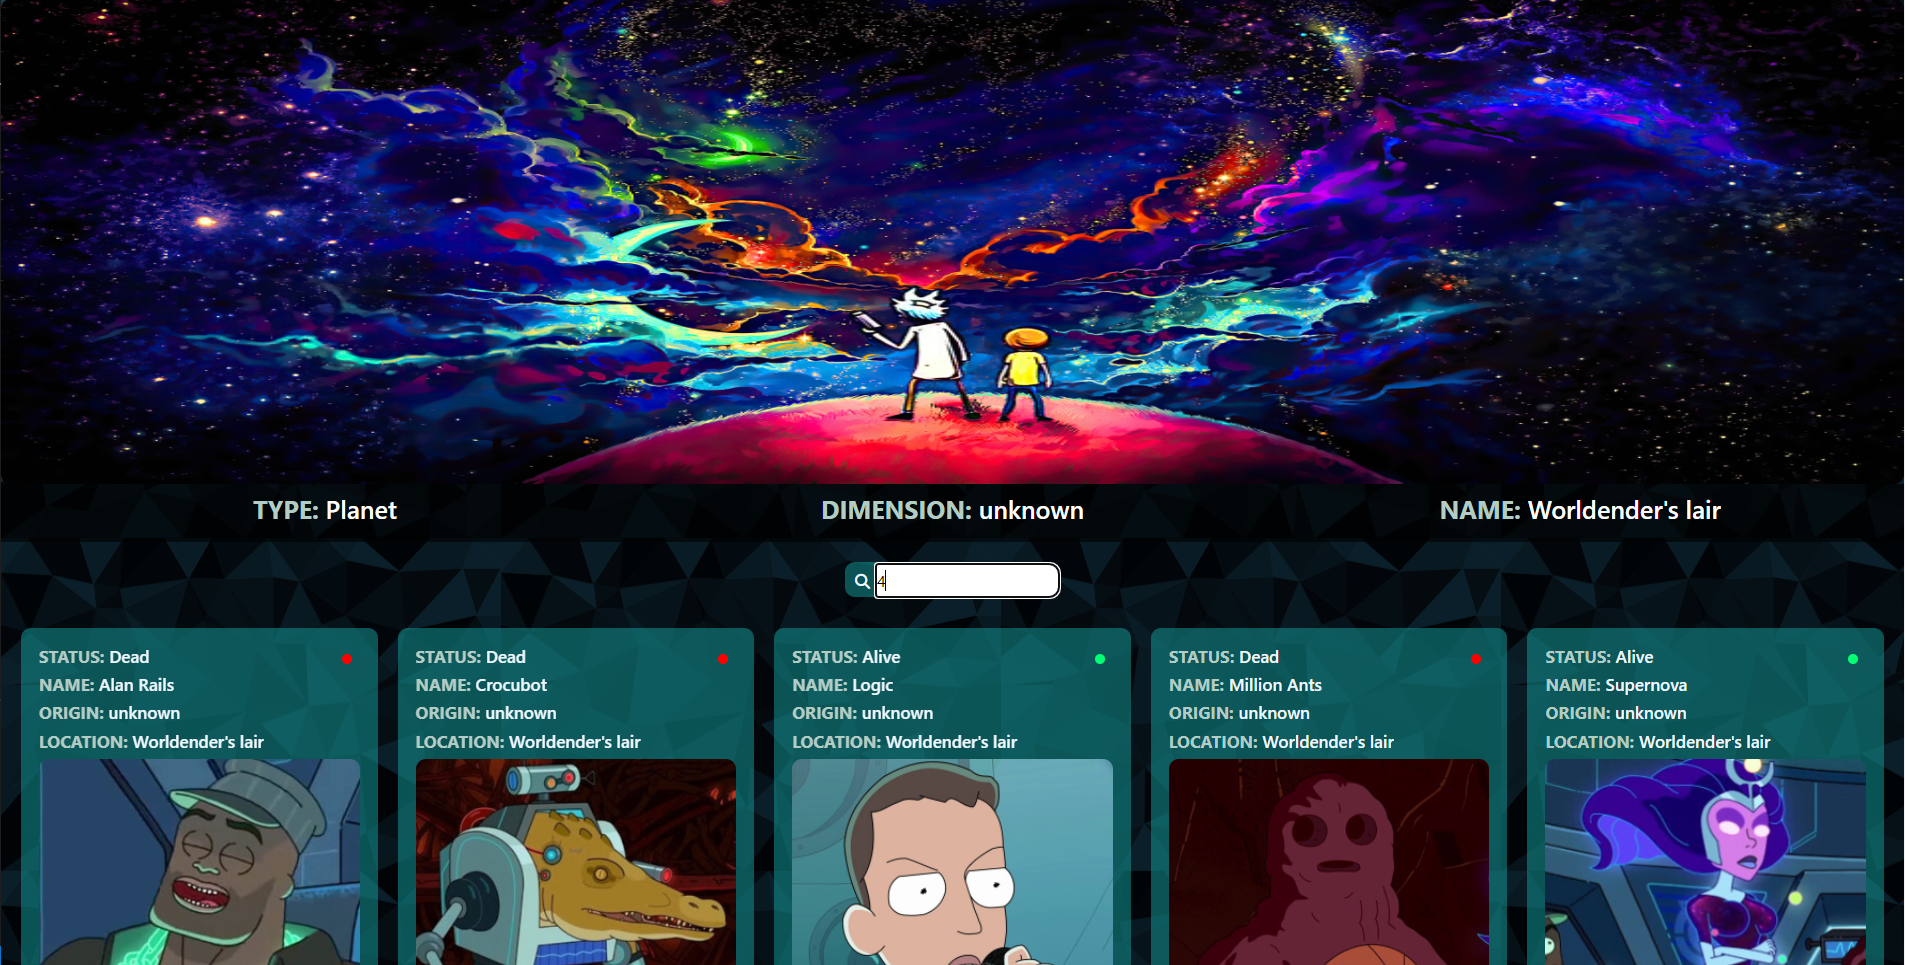 TYPE: Planet DIMENSION: unknown NAME: Worldender's lair
4
STATUS: Dead
NAME: Alan Rails
ORIGIN: unknown
LOCATION: Worldender's lair
STATUS: Dead
NAME: Crocubot
ORIGIN: unknown
LOCATION: Worldender's lair
STATUS: Alive
NAME: Logic
ORIGIN: unknown
LOCATION: Worldender's lair
STATUS: Dead
NAME: Million Ants
ORIGIN: unknown
LOCATION: Worldender's lair
STATUS: Alive
NAME: Supernova
ORIGIN: unknown
LOCATION: Worldender's lair